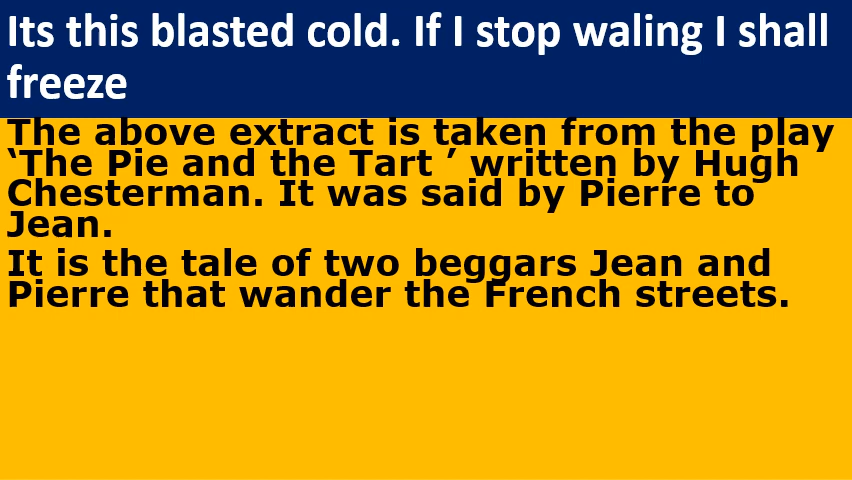 Its this blasted cold. If I stop waling I shall
freeze
The above extract is taken from the play
‘The Pie and the Tart ’ written by Hugh
Chesterman. It was said by Pierre to
Jean.
It is the tale of two beggars Jean and
Pierre that wander the French streets.